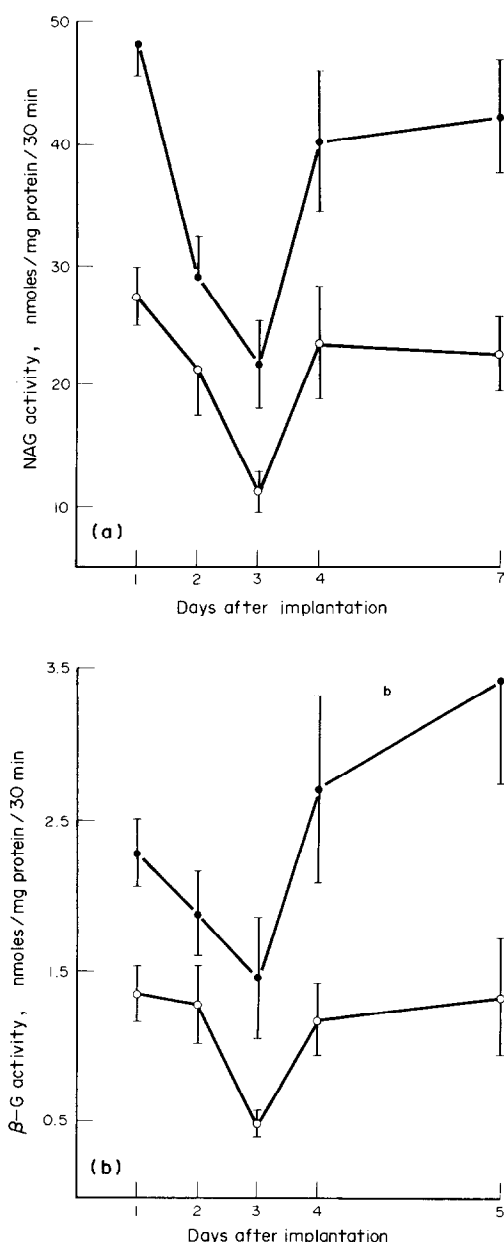 50
40
30
20
10
NAG activity, nmoles/mg protein/30 min
(a)
1 2 3 4 7
Days after implantation
3.5
b
2.5
1.5
0.5
β-G activity, nmoles/mg protein/30 min
(b)
1 2 3 4 5
Days after implantation